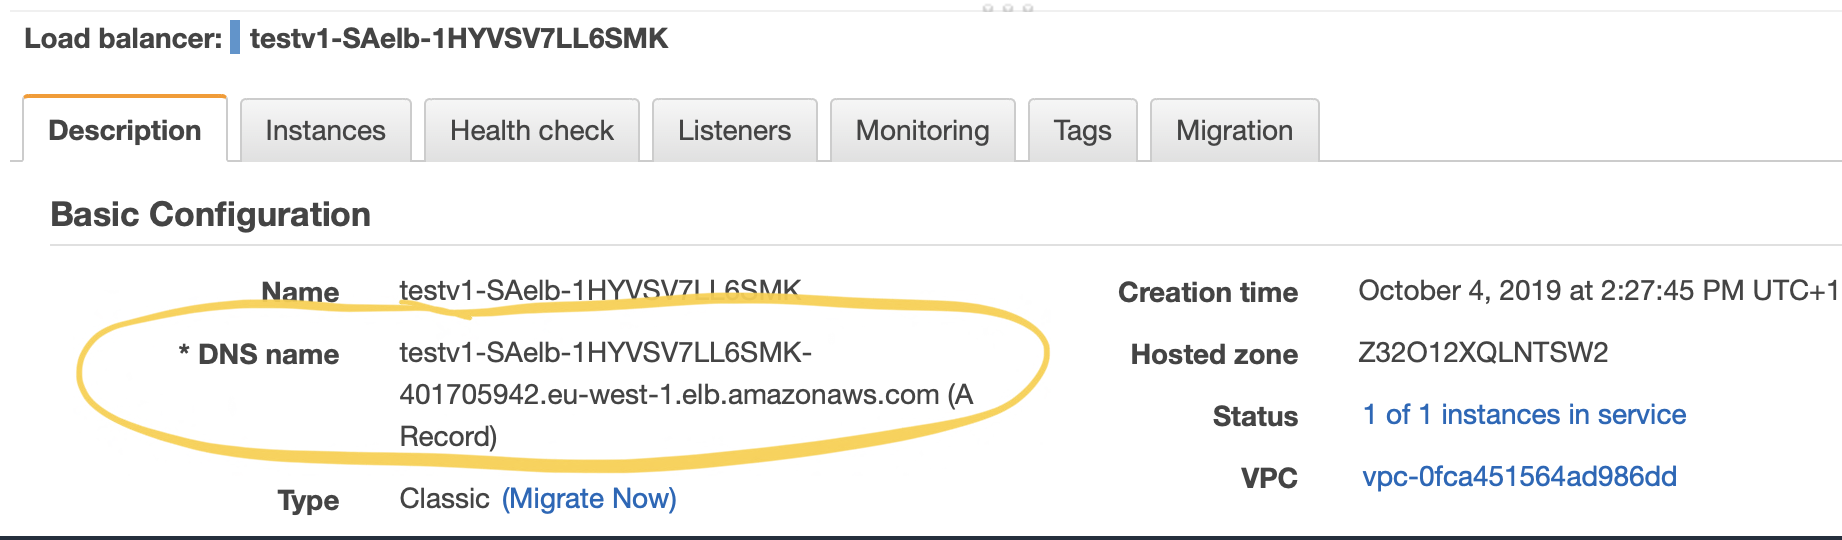 Load balancer: testv1-SAelb-1HYVSV7LL6SMK
Description Instances Health check Listeners Monitoring Tags Migration
Basic Configuration
Name testv1-SAelb-1HYVSV7LL6SMK
* DNS name testv1-SAelb-1HYVSV7LL6SMK-
401705942.eu-west-1.elb.amazonaws.com (A
Record)
Type Classic (Migrate Now)
Creation time October 4, 2019 at 2:27:45 PM UTC+1
Hosted zone Z32O12XQLNTSW2
Status 1 of 1 instances in service
VPC vpc-0fca451564ad986dd